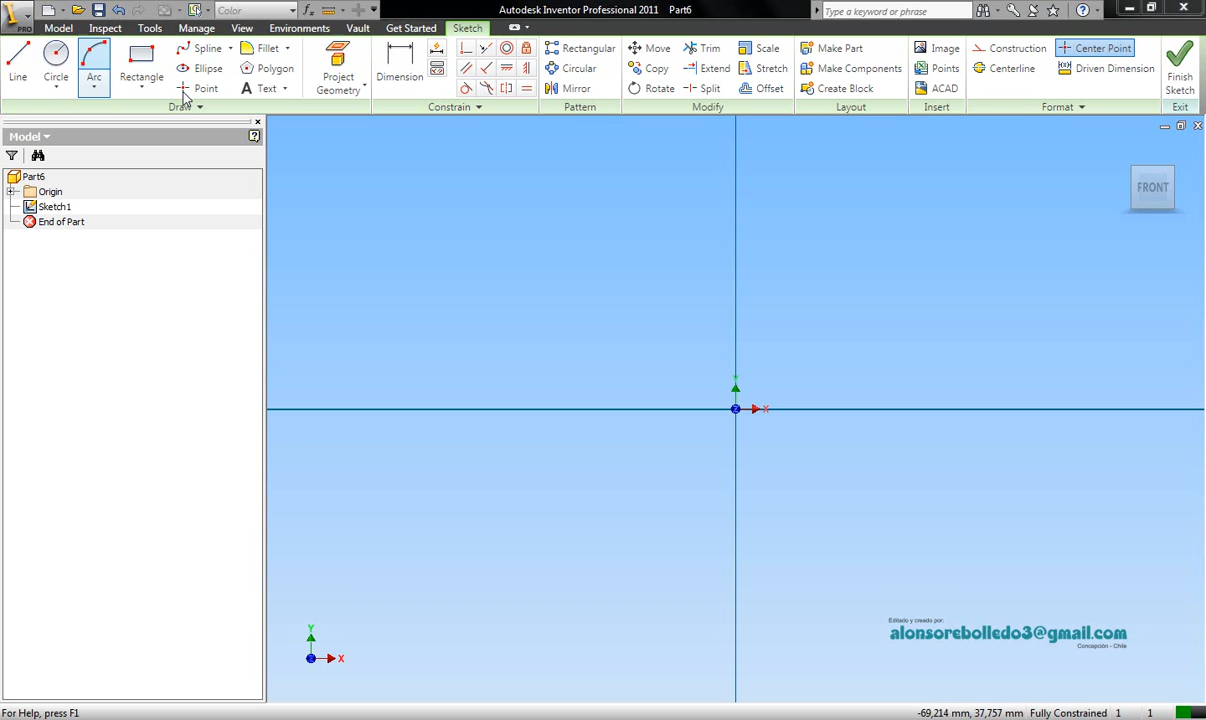 Autodesk Inventor Professional 2011 Part6
Color
Type a keyword or phrase
PRO
Model Inspect Tools Manage View Environments Vault Get Started Sketch
Line Circle Arc Rectangle Spline Ellipse Point Fillet Polygon Text
Project Geometry
Dimension
Rectangular Circular Mirror
Move Copy Rotate Trim Extend Split Scale Stretch Offset
Make Part Make Components Create Block
Image Points ACAD
Construction Centerline Center Point Driven Dimension
Finish Sketch
Draw Constrain Pattern Modify Layout Insert Format Exit
Model
Part6
Origin
Sketch1
End of Part
FRONT
Y
X
Z
Y
X
Editado y creado por:
alonsorebolledo3@gmail.com
Concepción - Chile
For Help, press F1
-69,214 mm, 37,757 mm Fully Constrained 1 1